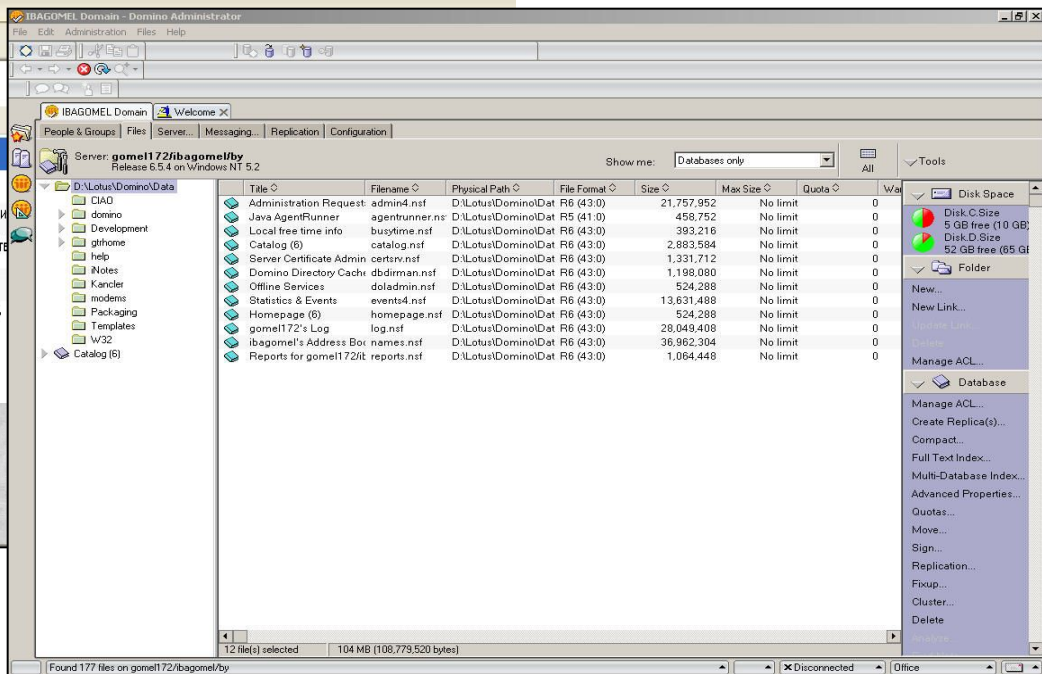 IBAGOMEL Domain - Domino Administrator
File Edit Administration Files Help
IBAGOMEL Domain Welcome
People & Groups Files Server... Messaging... Replication Configuration
Server: gomel172/ibagomel/by
Release 6.5.4 on Windows NT 5.2
Show me: Databases only
All
Tools
D:\Lotus\Domino\Data
CIAO
domino
Development
gtrhome
help
iNotes
Kancler
modems
Packaging
Templates
W32
Catalog (6)
Title Filename Physical Path File Format Size Max Size Quota Wa
Administration Request: admin4.nsf D:\Lotus\Domino\Dat R6 (43:0) 21,757,952 No limit 0
Java AgentRunner agentrunner.ns D:\Lotus\Domino\Dat R5 (41:0) 458,752 No limit 0
Local free time info busytime.nsf D:\Lotus\Domino\Dat R6 (43:0) 393,216 No limit 0
Catalog (6) catalog.nsf D:\Lotus\Domino\Dat R6 (43:0) 2,883,584 No limit 0
Server Certificate Admin certsrv.nsf D:\Lotus\Domino\Dat R6 (43:0) 1,331,712 No limit 0
Domino Directory Cache dbdirman.nsf D:\Lotus\Domino\Dat R6 (43:0) 1,198,080 No limit 0
Offline Services doladmin.nsf D:\Lotus\Domino\Dat R6 (43:0) 524,288 No limit 0
Statistics & Events events4.nsf D:\Lotus\Domino\Dat R6 (43:0) 13,631,488 No limit 0
Homepage (6) homepage.nsf D:\Lotus\Domino\Dat R6 (43:0) 524,288 No limit 0
gomel172's Log log.nsf D:\Lotus\Domino\Dat R6 (43:0) 28,049,408 No limit 0
ibagomel's Address Boo names.nsf D:\Lotus\Domino\Dat R6 (43:0) 36,962,304 No limit 0
Reports for gomel172/ib reports.nsf D:\Lotus\Domino\Dat R6 (43:0) 1,064,448 No limit 0
Disk Space
Disk.C.Size
5 GB free (10 GB)
Disk.D.Size
52 GB free (65 GB
Folder
New...
New Link...
Update Link...
Delete
Manage ACL...
Database
Manage ACL...
Create Replica(s)...
Compact...
Full Text Index...
Multi-Database Index...
Advanced Properties...
Quotas...
Move...
Sign...
Replication...
Fixup...
Cluster...
Delete
Analyze
12 file(s) selected 104 MB (108,779,520 bytes)
Found 177 files on gomel172/ibagomel/by Disconnected Office